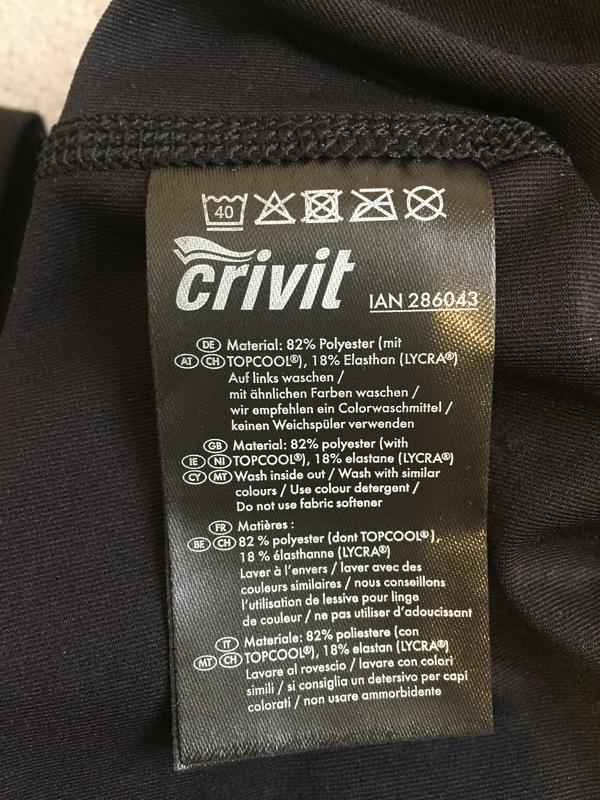 40
crivit
IAN 286043
DE Material: 82% Polyester (mit
AT CH TOPCOOL®), 18% Elasthan (LYCRA®)
Auf links waschen /
mit ähnlichen Farben waschen /
wir empfehlen ein Colorwaschmittel /
keinen Weichspüler verwenden
GB Material: 82% polyester (with
IE NI TOPCOOL®), 18% elastane (LYCRA®)
CY MT Wash inside out / Wash with similar
colours / Use colour detergent /
Do not use fabric softener
FR Matières :
BE CH 82 % polyester (dont TOPCOOL®),
18 % élasthanne (LYCRA®)
Laver à l'envers / laver avec des
couleurs similaires / nous conseillons
l'utilisation de lessive pour linge
de couleur / ne pas utiliser d'adoucissant
IT Materiale: 82% poliestere (con
MT CH TOPCOOL®), 18% elastan (LYCRA®)
Lavare al rovescio / lavare con colori
simili / si consiglia un detersivo per capi
colorati / non usare ammorbidente